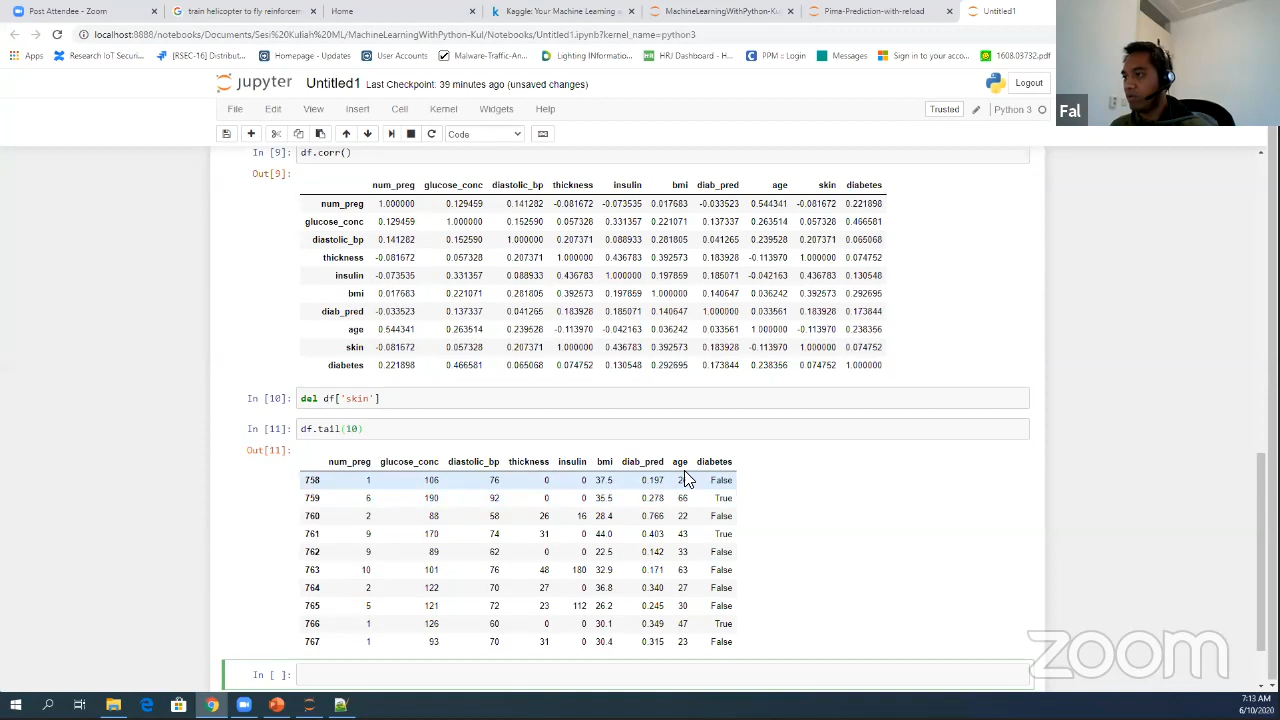 Post Attendee - Zoom
train helicopter to fly reinforcem
Home
Kaggle: Your Machine Learning
MachineLearningWithPython-Kul
Pima-Prediction-with-reload
Untitled1
localhost:8888/notebooks/Documents/Sesi Kuliah MU/MachineLearningWithPython-Kul/Notebooks/Untitled1.ipynb?kernel_name=python3
Apps
Research IoT Securi...
[RSEC-16] Distribut...
Homepage - Updates
User Accounts
Malware-Traffic-An...
Lighting INformatio...
HRJ Dashboard - H...
PPM :: Login
Messages
Sign in to your acco...
1608.03732.pdf
jupyter Untitled1 Last Checkpoint: 39 minutes ago (unsaved changes)
Logout
Fal
File Edit View Insert Cell Kernel Widgets Help
Trusted
Python 3
Code
In [9]: df.corr()
Out[9]:
num_preg glucose_conc diastolic_bp thickness insulin bmi diab_pred age skin diabetes
num_preg 1.000000 0.129459 0.141282 -0.081672 -0.073535 0.017683 -0.033523 0.544341 -0.081672 0.221898
glucose_conc 0.129459 1.000000 0.152590 0.057328 0.331357 0.221071 0.137337 0.263514 0.057328 0.466581
diastolic_bp 0.141282 0.152590 1.000000 0.207371 0.088933 0.281805 0.041265 0.239528 0.207371 0.065068
thickness -0.081672 0.057328 0.207371 1.000000 0.436783 0.392573 0.183928 -0.113970 1.000000 0.074752
insulin -0.073535 0.331357 0.088933 0.436783 1.000000 0.197859 0.185071 -0.042163 0.436783 0.130548
bmi 0.017683 0.221071 0.281805 0.392573 0.197859 1.000000 0.140647 0.036242 0.392573 0.292695
diab_pred -0.033523 0.137337 0.041265 0.183928 0.185071 0.140647 1.000000 0.033561 0.183928 0.173844
age 0.544341 0.263514 0.239528 -0.113970 -0.042163 0.036242 0.033561 1.000000 -0.113970 0.238356
skin -0.081672 0.057328 0.207371 1.000000 0.436783 0.392573 0.183928 -0.113970 1.000000 0.074752
diabetes 0.221898 0.466581 0.065068 0.074752 0.130548 0.292695 0.173844 0.238356 0.074752 1.000000
In [10]: del df['skin']
In [11]: df.tail(10)
Out[11]:
num_preg glucose_conc diastolic_bp thickness insulin bmi diab_pred age diabetes
758 1 106 76 0 0 37.5 0.197 False
759 6 190 92 0 0 35.5 0.278 66 True
760 2 88 58 26 16 28.4 0.766 22 False
761 9 170 74 31 0 44.0 0.403 43 True
762 9 89 62 0 0 22.5 0.142 33 False
763 10 101 76 48 180 32.9 0.171 63 False
764 2 122 70 27 0 36.8 0.340 27 False
765 5 121 72 23 112 26.2 0.245 30 False
766 1 126 60 0 0 30.1 0.349 47 True
767 1 93 70 31 0 30.4 0.315 23 False
In [ ]:
zoom
7:13 AM
6/10/2020